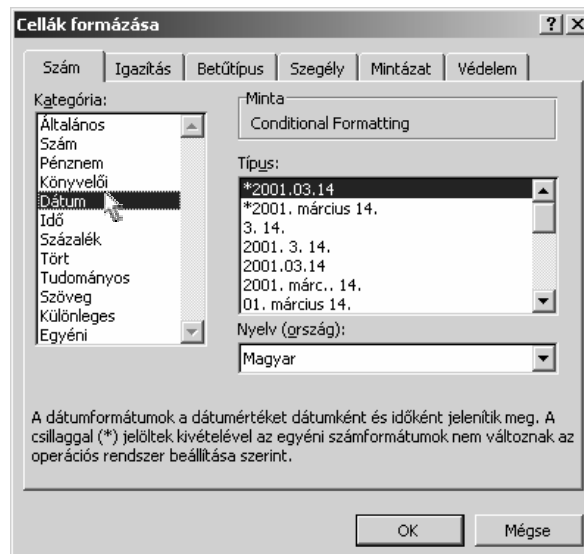 Cellák formázása
Szám Igazítás Betűtípus Szegély Mintázat Védelem
Kategória:
Általános
Szám
Pénznem
Könyvelői
Dátum
Idő
Százalék
Tört
Tudományos
Szöveg
Különleges
Egyéni
Minta
Conditional Formatting
Típus:
*2001.03.14
*2001. március 14.
3. 14.
2001. 3. 14.
2001.03.14
2001. márc.. 14.
01. március 14.
Nyelv (ország):
Magyar
A dátumformátumok a dátumértéket dátumként és időként jelenítik meg. A
csillaggal (*) jelöltek kivételével az egyéni számformátumok nem változnak az
operációs rendszer beállítása szerint.
OK Mégse